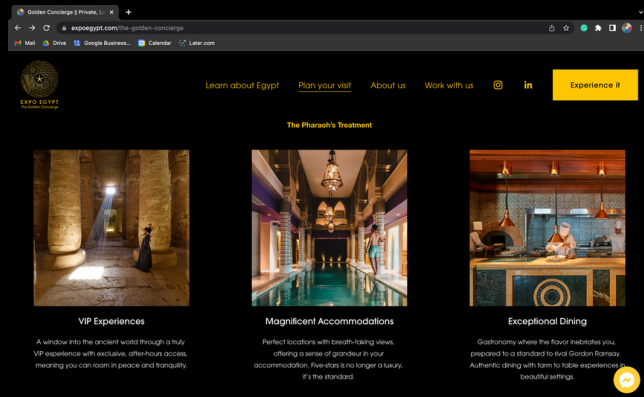 Golden Concierge || Private, L
expoegypt.com/the-golden-concierge
Mail Drive Google Business... Calendar Later.com
EXPO EGYPT
The Golden Concierge
Learn about Egypt Plan your visit About us Work with us in Experience it
The Pharaoh's Treatment
VIP Experiences
A window into the ancient world through a truly
VIP experience with exclusive, after-hours access,
meaning you can roam in peace and tranquility.
Magnificent Accommodations
Perfect locations with breath-taking views,
offering a sense of grandeur in your
accommodation. Five-stars is no longer a luxury,
it's the standard.
Exceptional Dining
Gastronomy where the flavor inebriates you,
prepared to a standard to rival Gordon Ramsay.
Authentic dining with farm to table experiences in
beautiful settings.